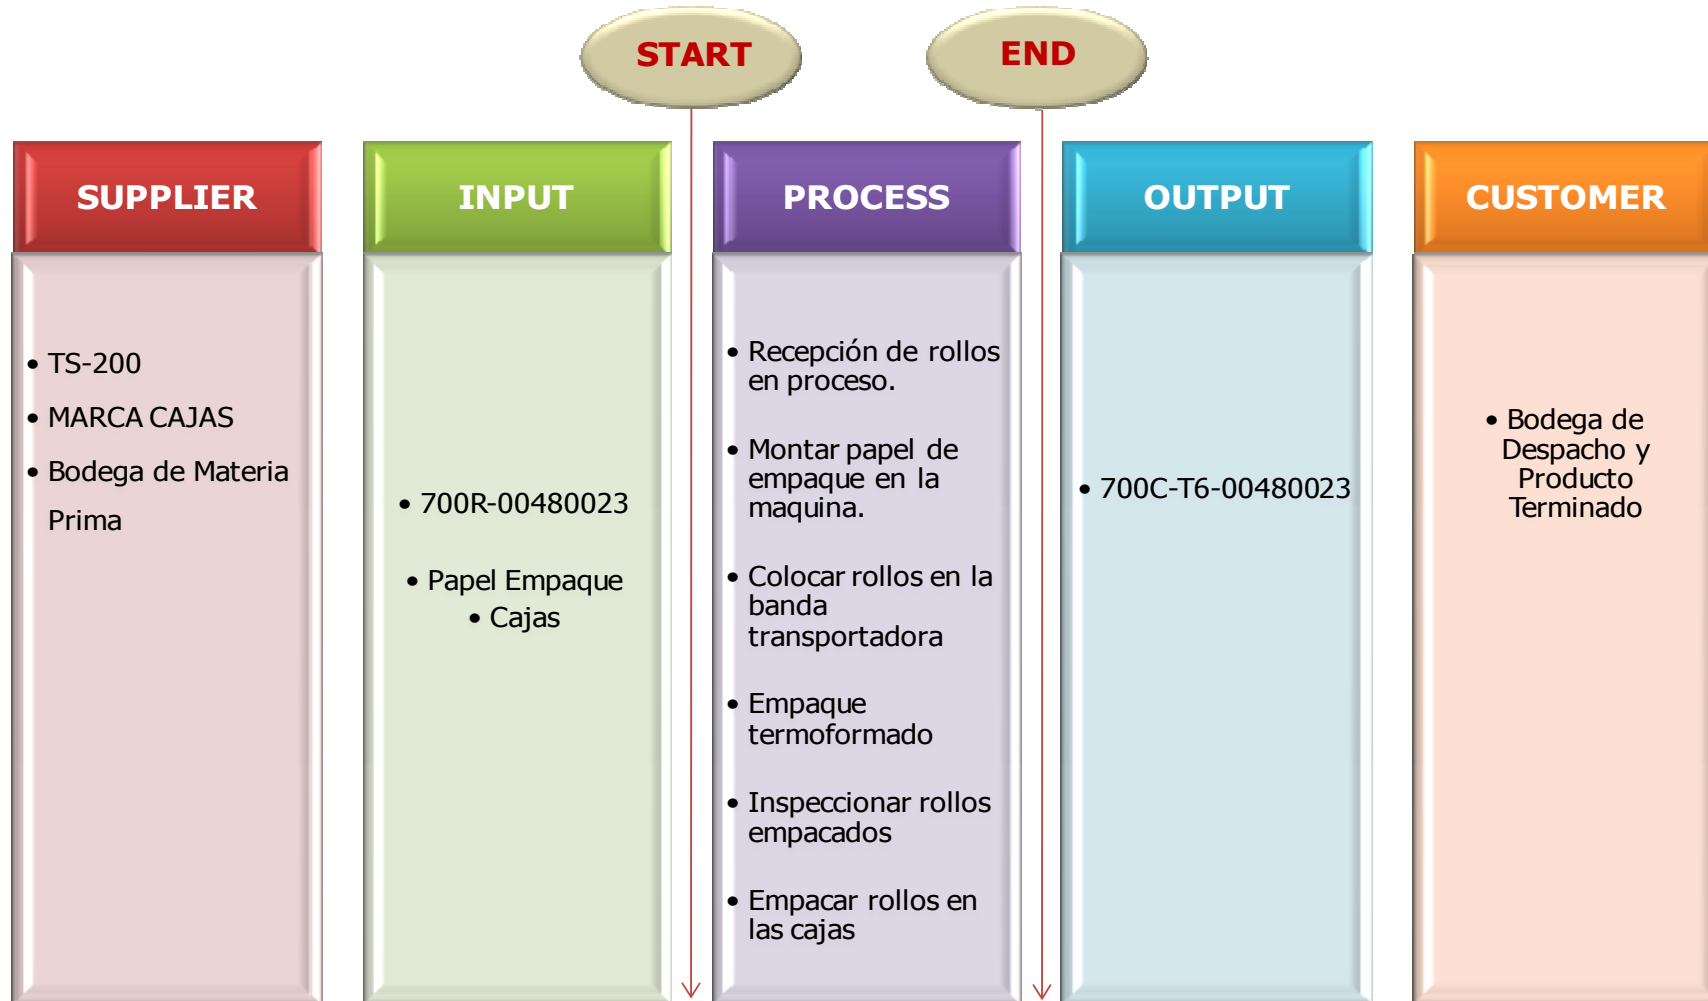 START
END
SUPPLIER
INPUT
PROCESS
OUTPUT
CUSTOMER
• TS-200
• MARCA CAJAS
• Bodega de Materia
Prima
• 700R-00480023
• Papel Empaque
• Cajas
• Recepción de rollos
en proceso.
• Montar papel de
empaque en la
maquina.
• Colocar rollos en la
banda
transportadora
• Empaque
termoformado
• Inspeccionar rollos
empacados
• Empacar rollos en
las cajas
• 700C-T6-00480023
• Bodega de
Despacho y
Producto
Terminado